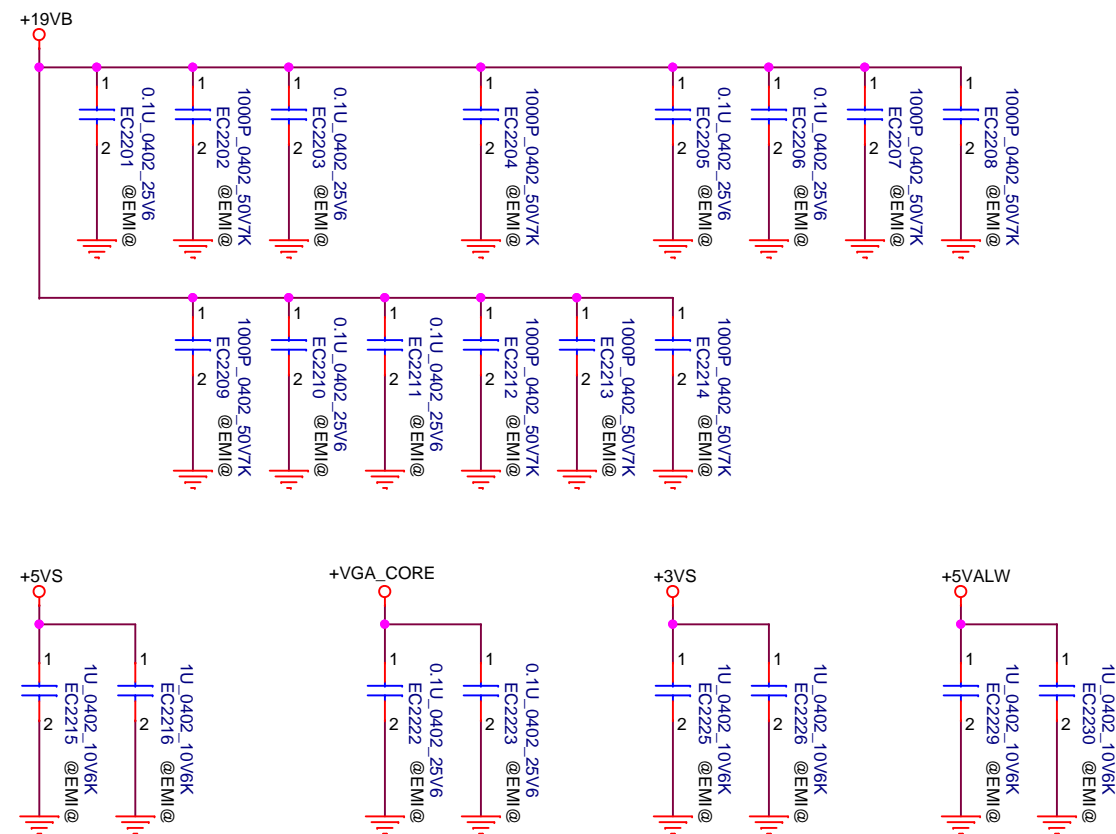 +19VB
1
2
0.1U_0402_25V6
EC2201 @EMI@
1
2
1000P_0402_50V7K
EC2202 @EMI@
1
2
0.1U_0402_25V6
EC2203 @EMI@
1
2
1000P_0402_50V7K
EC2204 @EMI@
1
2
0.1U_0402_25V6
EC2205 @EMI@
1
2
0.1U_0402_25V6
EC2206 @EMI@
1
2
1000P_0402_50V7K
EC2207 @EMI@
1
2
1000P_0402_50V7K
EC2208 @EMI@
1
2
1000P_0402_50V7K
EC2209 @EMI@
1
2
0.1U_0402_25V6
EC2210 @EMI@
1
2
0.1U_0402_25V6
EC2211 @EMI@
1
2
1000P_0402_50V7K
EC2212 @EMI@
1
2
1000P_0402_50V7K
EC2213 @EMI@
1
2
1000P_0402_50V7K
EC2214 @EMI@
+5VS
1
2
1U_0402_10V6K
EC2215 @EMI@
1
2
1U_0402_10V6K
EC2216 @EMI@
+VGA_CORE
1
2
0.1U_0402_25V6
EC2222 @EMI@
1
2
0.1U_0402_25V6
EC2223 @EMI@
+3VS
1
2
1U_0402_10V6K
EC2225 @EMI@
1
2
1U_0402_10V6K
EC2226 @EMI@
+5VALW
1
2
1U_0402_10V6K
EC2229 @EMI@
1
2
1U_0402_10V6K
EC2230 @EMI@